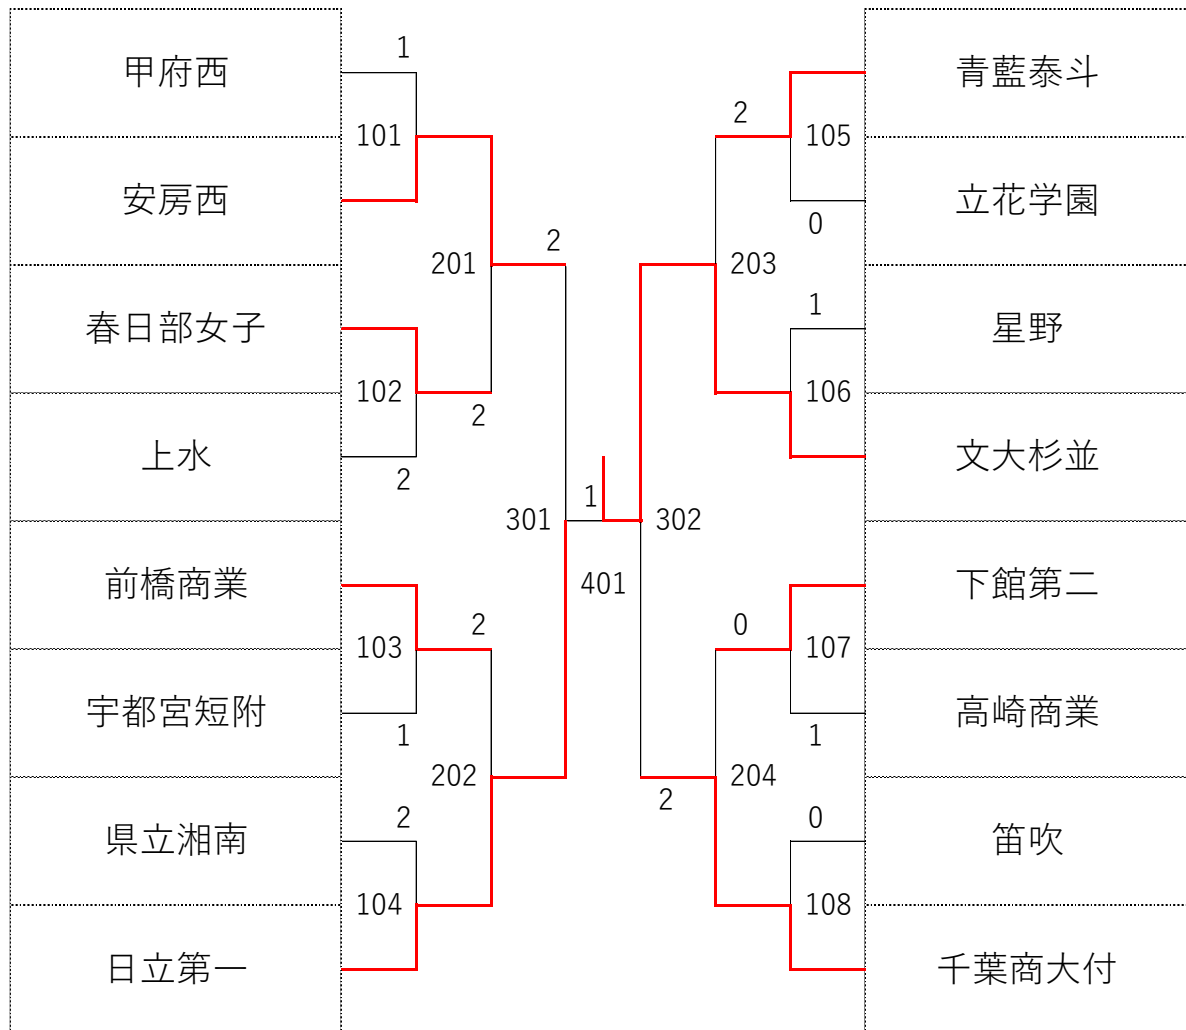 甲府西
安房西
春日部女子
上水
前橋商業
宇都宮短附
県立湘南
日立第一
1
101
102
2
103
1
2
104
201
2
2
202
2
301
1
401
302
2
203
2
0
204
105
0
1
106
107
1
0
108
青藍泰斗
立花学園
星野
文大杉並
下館第二
高崎商業
笛吹
千葉商大付